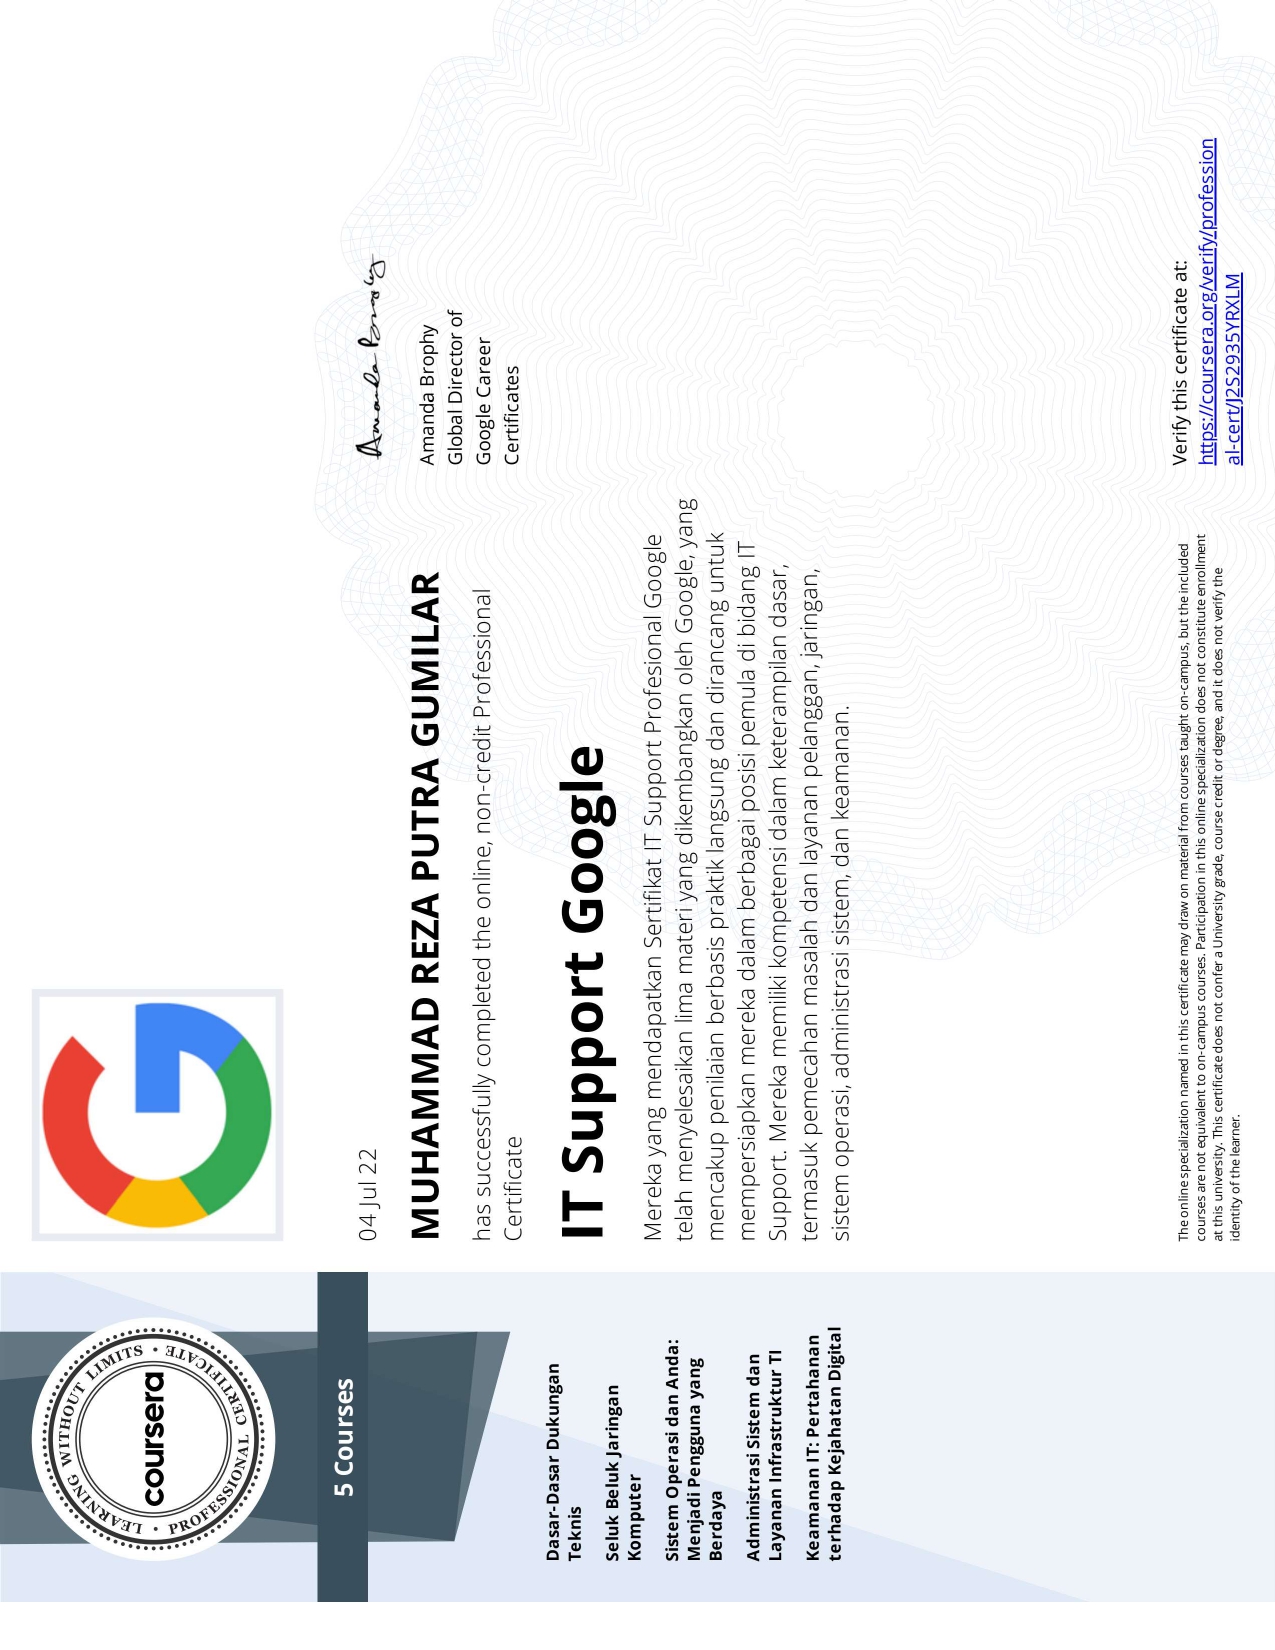 LEARNING WITHOUT LIMITS
coursera
PROFESSIONAL CERTIFICATE
5 Courses
Dasar-Dasar Dukungan
Teknis
Seluk Beluk Jaringan
Komputer
Sistem Operasi dan Anda:
Menjadi Pengguna yang
Berdaya
Administrasi Sistem dan
Layanan Infrastruktur TI
Keamanan IT: Pertahanan
terhadap Kejahatan Digital
04 Jul 22
MUHAMMAD REZA PUTRA GUMILAR
has successfully completed the online, non-credit Professional
Certificate
IT Support Google
Mereka yang mendapatkan Sertifikat IT Support Profesional Google
telah menyelesaikan lima materi yang dikembangkan oleh Google, yang
mencakup penilaian berbasis praktik langsung dan dirancang untuk
mempersiapkan mereka dalam berbagai posisi pemula di bidang IT
Support. Mereka memiliki kompetensi dalam keterampilan dasar,
termasuk pemecahan masalah dan layanan pelanggan, jaringan,
sistem operasi, administrasi sistem, dan keamanan.
Amanda Brophy
Amanda Brophy
Global Director of
Google Career
Certificates
The online specialization named in this certificate may draw on material from courses taught on-campus, but the included
courses are not equivalent to on-campus courses. Participation in this online specialization does not constitute enrollment
at this university. This certificate does not confer a University grade, course credit or degree, and it does not verify the
identity of the learner.
Verify this certificate at:
https://coursera.org/verify/profession
al-cert/J2S2935YRXLM